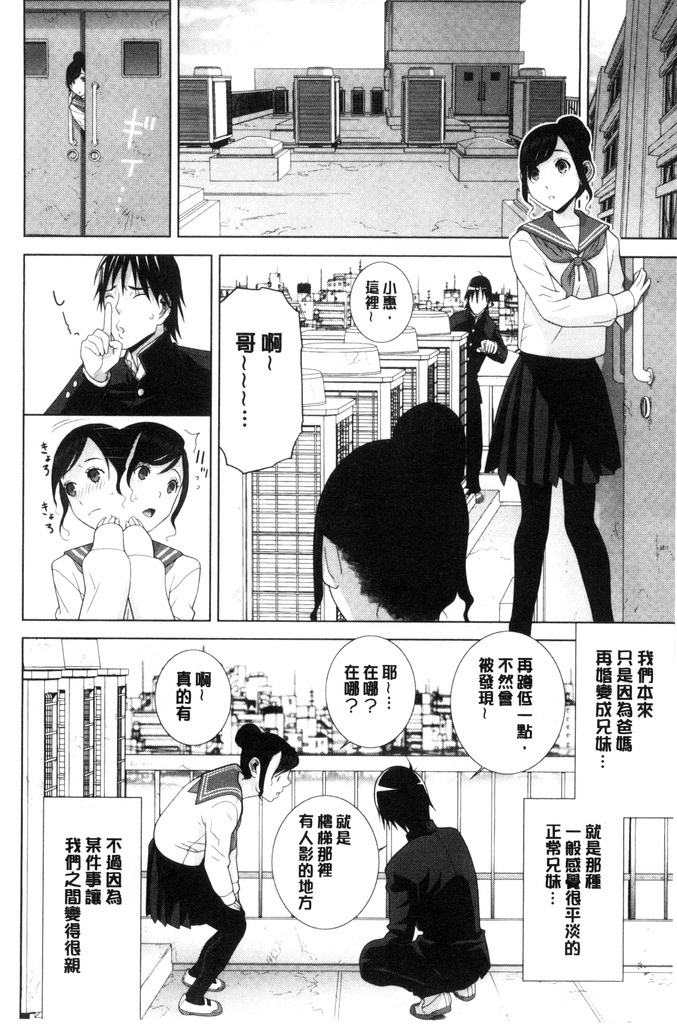 ギィ…
小惠，
這裡~
啊~
哥~~~…
きょろ
きょろ
我們本來
只是因為爸媽
再婚變成兄妹…
再蹲低一點，
不然會
被發現~
耶~…
在哪？
在哪？
啊~
真的有
就是
樓梯那裡
有人影的地方
就是那種
一般感覺很平淡的
正常兄妹…
不過因為
某件事讓
我們之間變得很親